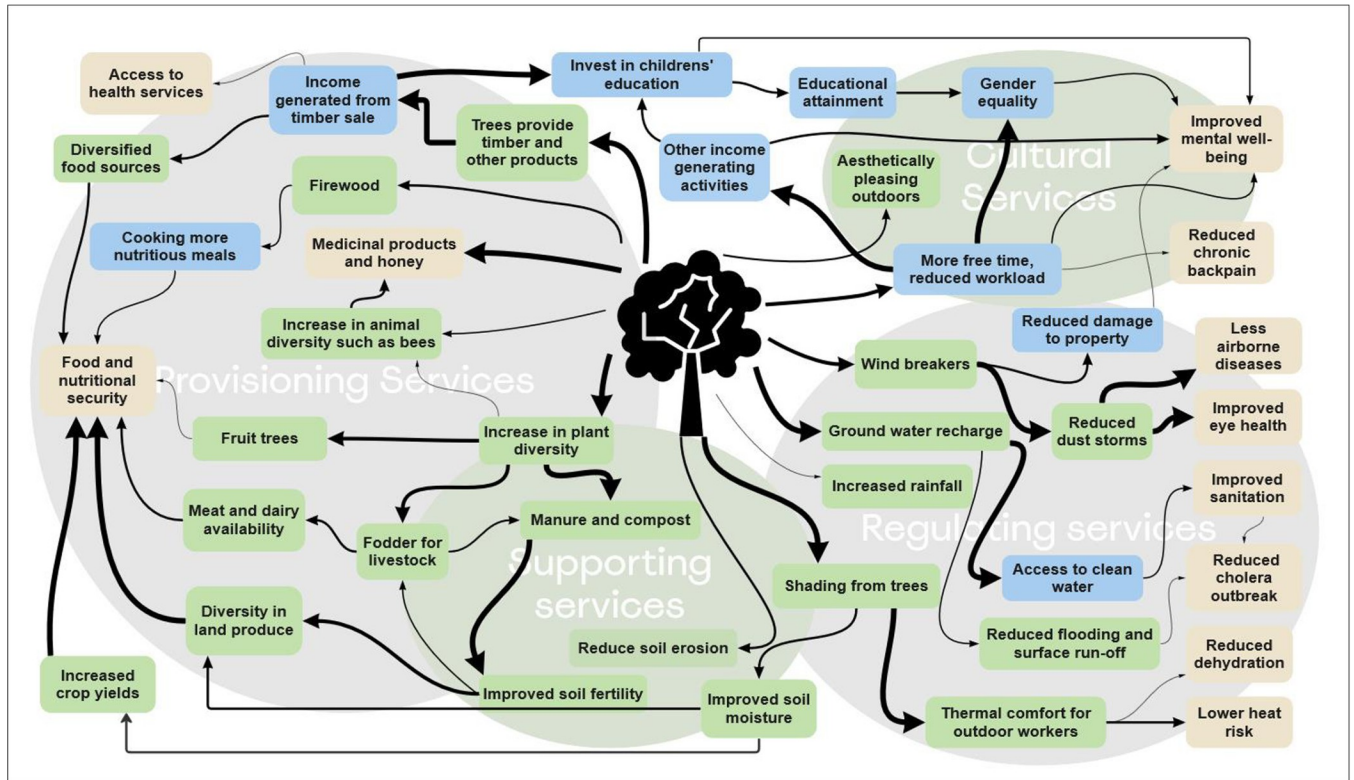 Access to
health services
Income
generated from
timber sale
Invest in childrens'
education
Educational
attainment
Gender
equality
Improved
mental well-
being
Diversified
food sources
Trees provide
timber and
other products
Other income
generating
activities
Aesthetically
pleasing
outdoors
Cultural
Services
Firewood
Cooking more
nutritious meals
Medicinal products
and honey
More free time,
reduced workload
Reduced
chronic
backpain
Increase in animal
diversity such as bees
Reduced damage
to property
Less
airborne
diseases
Food and
nutritional
security
Provisioning Services
Wind breakers
Reduced
dust storms
Improved
eye health
Fruit trees
Increase in plant
diversity
Ground water recharge
Increased rainfall
Improved
sanitation
Meat and dairy
availability
Fodder for
livestock
Manure and compost
Regulating services
Supporting
services
Shading from trees
Access to clean
water
Reduced
cholera
outbreak
Diversity in
land produce
Reduce soil erosion
Reduced flooding and
surface run-off
Reduced
dehydration
Increased
crop yields
Improved soil fertility
Improved soil
moisture
Thermal comfort for
outdoor workers
Lower heat
risk